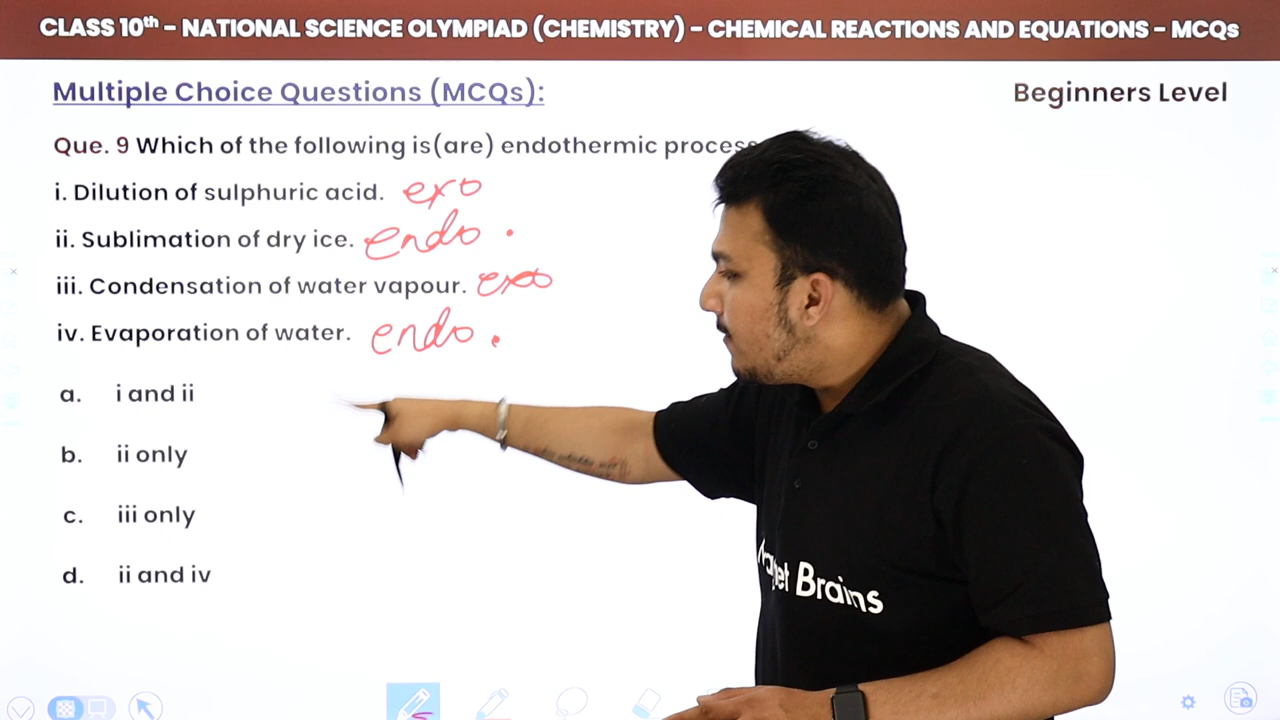 CLASS 10th – NATIONAL SCIENCE OLYMPIAD (CHEMISTRY) – CHEMICAL REACTIONS AND EQUATIONS – MCQs
Multiple Choice Questions (MCQs):
Beginners Level
Que. 9 Which of the following is(are) endothermic process
i. Dilution of sulphuric acid. exo
ii. Sublimation of dry ice. endo .
iii. Condensation of water vapour. exo
iv. Evaporation of water. endo .
a. i and ii
b. ii only
c. iii only
d. ii and iv
Brains